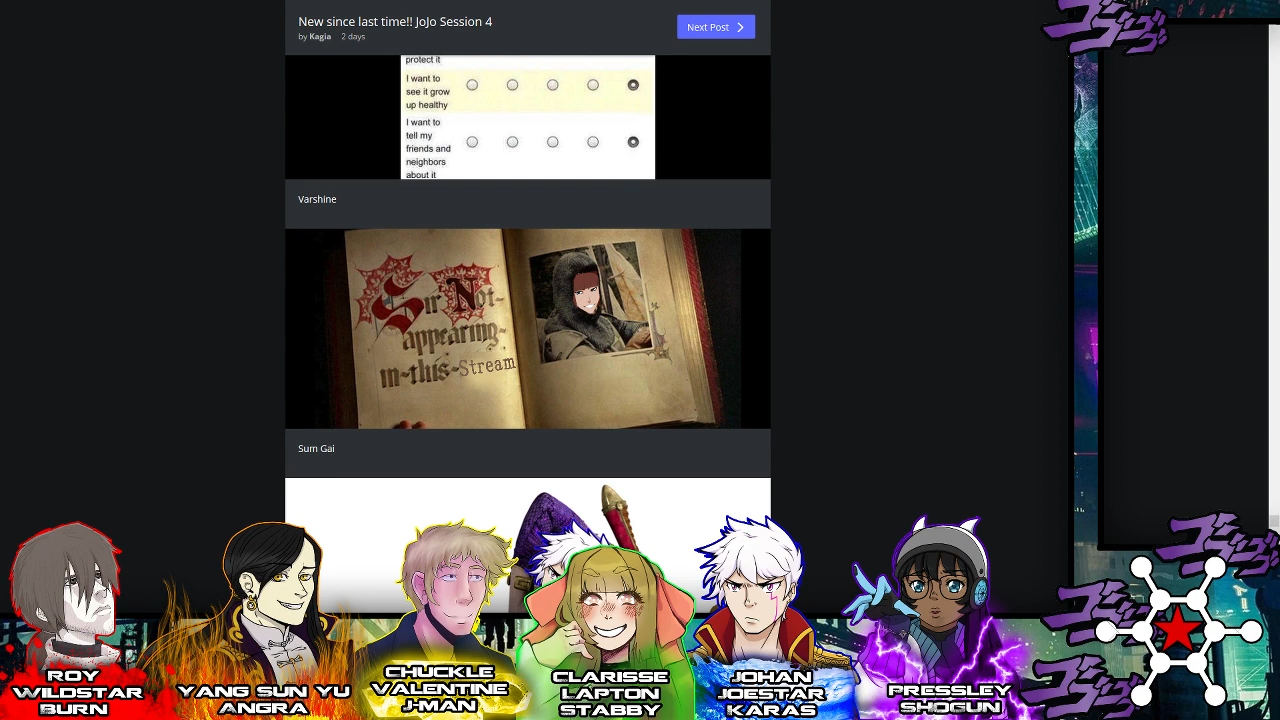 New since last time!! JoJo Session 4
by Kagia 2 days
Next Post
protect it
I want to
see it grow
up healthy
I want to
tell my
friends and
neighbors
about it
Varshine
Sir Not-
appearing-
in-this-Stream
Sum Gai
ROY
WILDSTAR
BURN
YANG SUN YU
ANGRA
CHUCKLE
VALENTINE
J-MAN
CLARISSE
LAPTON
STABBY
JOHAN
JOESTAR
KARAS
PRESSLEY
SHOGUN